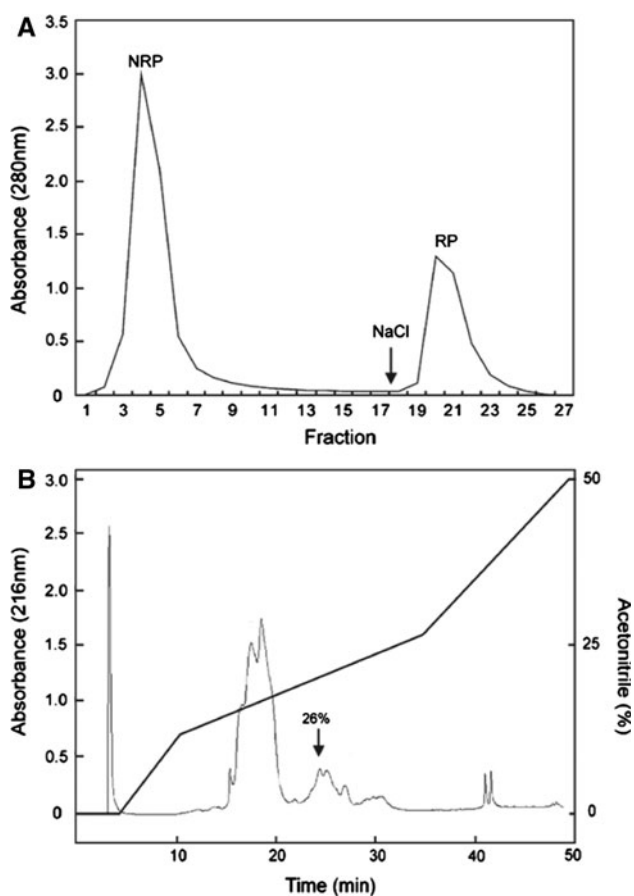 A
3.5
3.0
2.5
2.0
1.5
1.0
0.5
0
Absorbance (280nm)
NRP
RP
NaCl
1 3 5 7 9 11 13 15 17 19 21 23 25 27
Fraction
B
3.0
2.5
2.0
1.5
1.0
0.5
0
Absorbance (216nm)
26%
50
25
0
Acetonitrile (%)
10 20 30 40 50
Time (min)